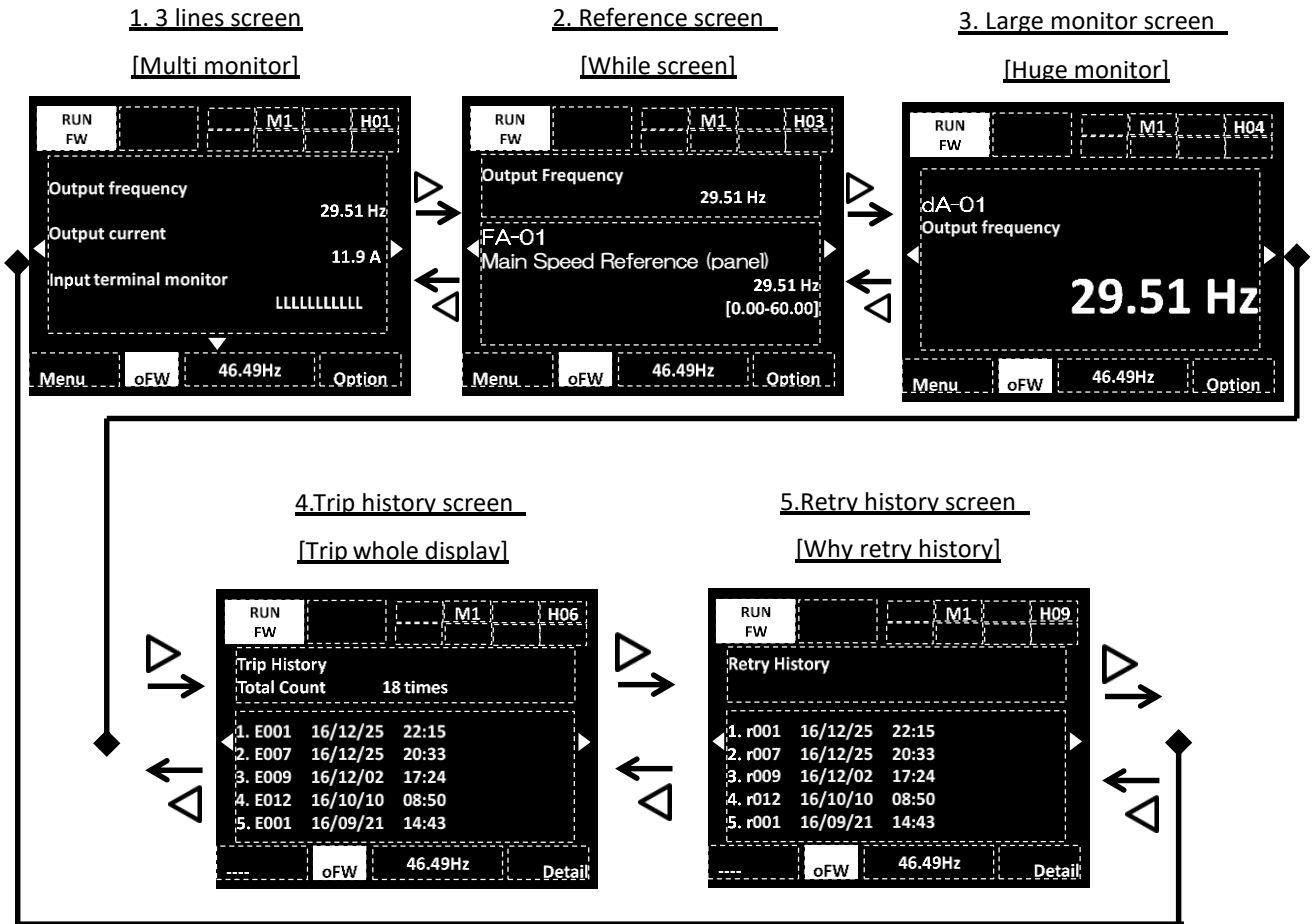 1. 3 lines screen
[Multi monitor]
RUN
FW
M1
H01
Output frequency
29.51 Hz
Output current
11.9 A
Input terminal monitor
LLLLLLLLLLL
Menu
oFW
46.49Hz
Option
2. Reference screen
[While screen]
RUN
FW
M1
H03
Output Frequency
29.51 Hz
FA-01
Main Speed Reference (panel)
29.51 Hz
[0.00-60.00]
Menu
oFW
46.49Hz
Option
3. Large monitor screen
[Huge monitor]
RUN
FW
M1
H04
dA-01
Output frequency
29.51 Hz
Menu
oFW
46.49Hz
Option
4.Trip history screen
[Trip whole display]
RUN
FW
M1
H06
Trip History
Total Count 18 times
1. E001 16/12/25 22:15
2. E007 16/12/25 20:33
3. E009 16/12/02 17:24
4. E012 16/10/10 08:50
5. E001 16/09/21 14:43
----
oFW
46.49Hz
Detail
5.Retry history screen
[Why retry history]
RUN
FW
M1
H09
Retry History
1. r001 16/12/25 22:15
2. r007 16/12/25 20:33
3. r009 16/12/02 17:24
4. r012 16/10/10 08:50
5. r001 16/09/21 14:43
----
oFW
46.49Hz
Detail